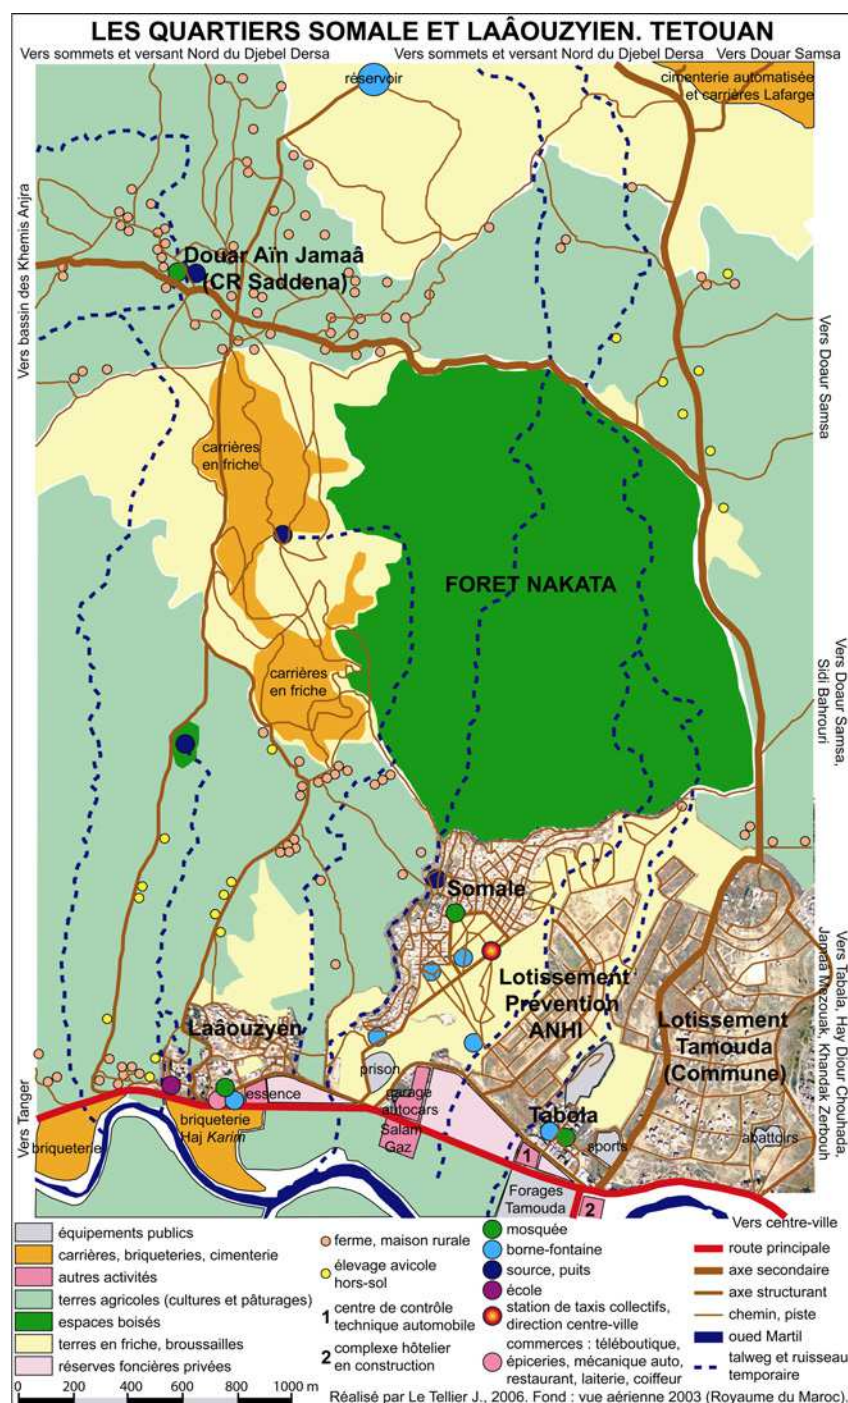 LES QUARTIERS SOMALE ET LAÂOUZYIEN. TETOUAN
Vers sommets et versant Nord du Djebel Dersa
Vers sommets et versant Nord du Djebel Dersa
Vers Douar Samsa
réservoir
cimenterie automatisée
et carrières Lafarge
Vers bassin des Khemis Anjra
Douar Aïn Jamaâ
(CR Saddena)
Vers Doaur Samsa
carrières
en friche
FORET NAKATA
carrières
en friche
Vers Doaur Samsa,
Sidi Bahrouri
Somale
Lotissement
Prévention
ANHI
Laâouzyen
Lotissement
Tamouda
(Commune)
Vers Tabala, Hay Diour Chouhada,
Jamaâ Mezouak, Khandak Zerbouh
prison
essence
garage
autocars
Vers Tanger
Tabola
briqueterie
briqueterie
Haj Karim
Salam
Gaz
sports
abattoirs
1
Forages
Tamouda
2
Vers centre-ville
équipements publics
carrières, briqueteries, cimenterie
autres activités
terres agricoles (cultures et pâturages)
espaces boisés
terres en friche, broussailles
réserves foncières privées
ferme, maison rurale
élevage avicole
hors-sol
1 centre de contrôle
technique automobile
2 complexe hôtelier
en construction
mosquée
borne-fontaine
source, puits
école
station de taxis collectifs,
direction centre-ville
commerces : téléboutique,
épiceries, mécanique auto,
restaurant, laiterie, coiffeur
route principale
axe secondaire
axe structurant
chemin, piste
oued Martil
talweg et ruisseau
temporaire
0 200 400 600 800 1000 m
Réalisé par Le Tellier J., 2006. Fond : vue aérienne 2003 (Royaume du Maroc).